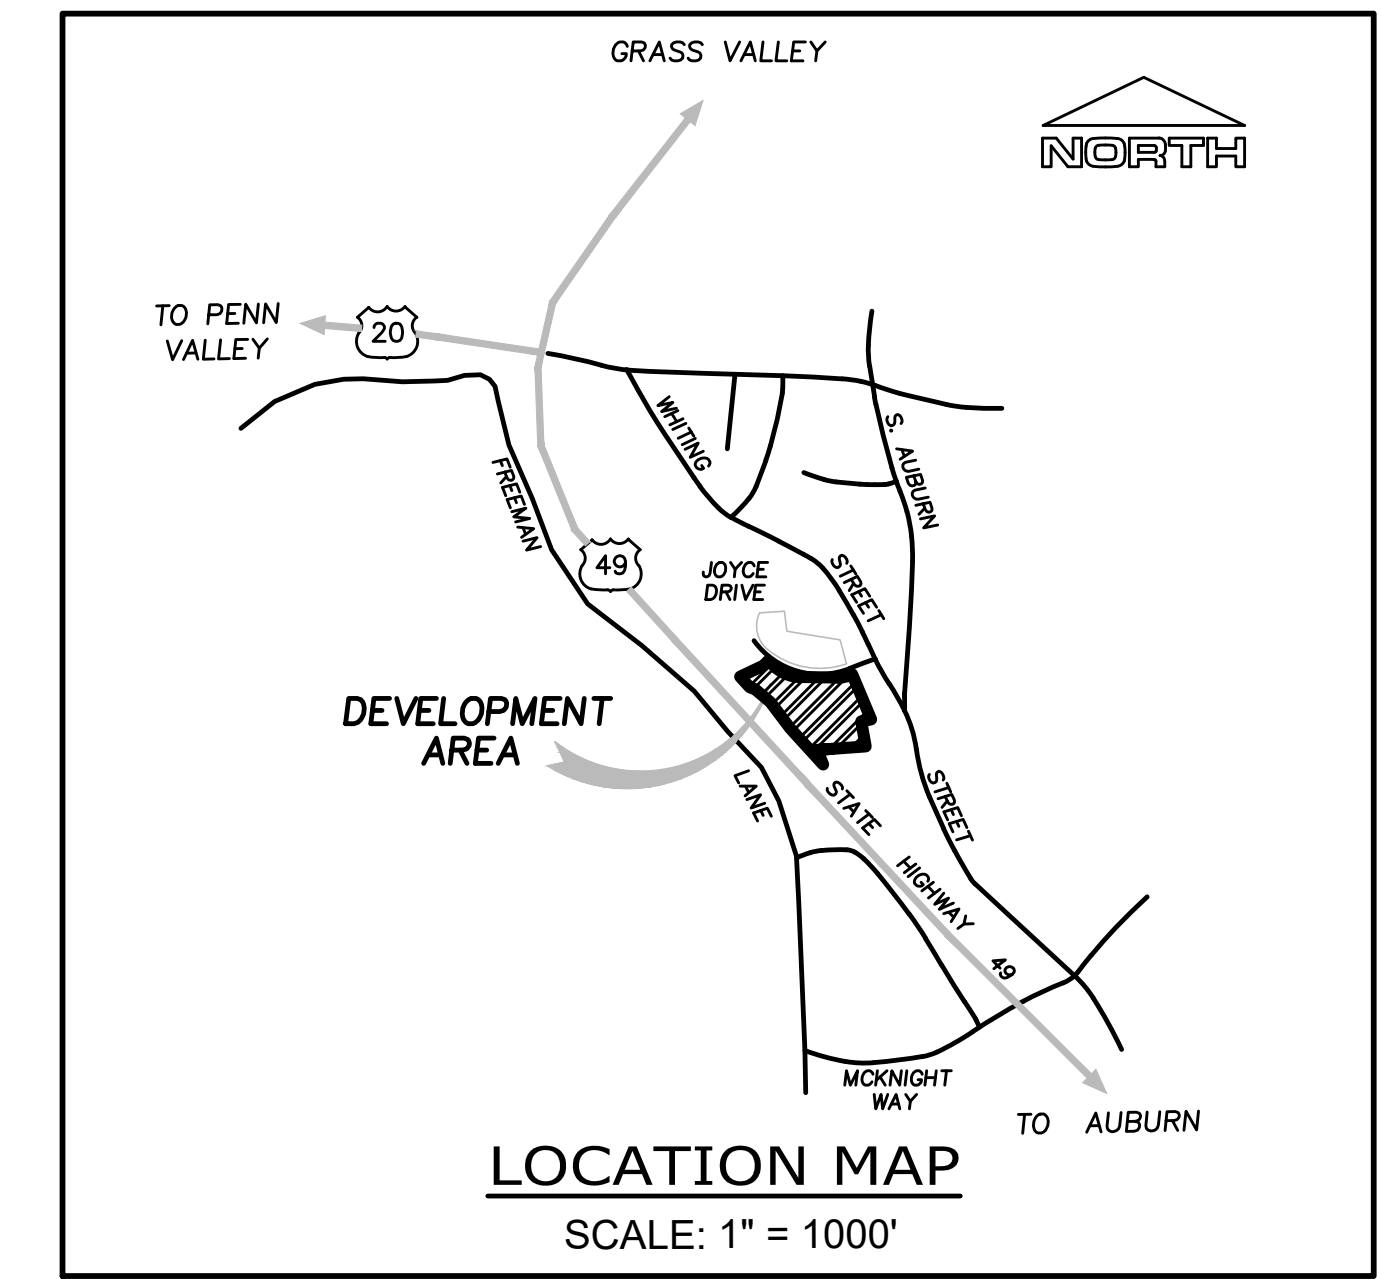 GRASS VALLEY
NORTH
TO PENN
VALLEY
20
WHITING
S. AUBURN
FREEMAN
49
JOYCE
DRIVE
STREET
DEVELOPMENT
AREA
LANE
STATE
STREET
HIGHWAY
49
MCKNIGHT
WAY
TO AUBURN
LOCATION MAP
SCALE: 1" = 1000'